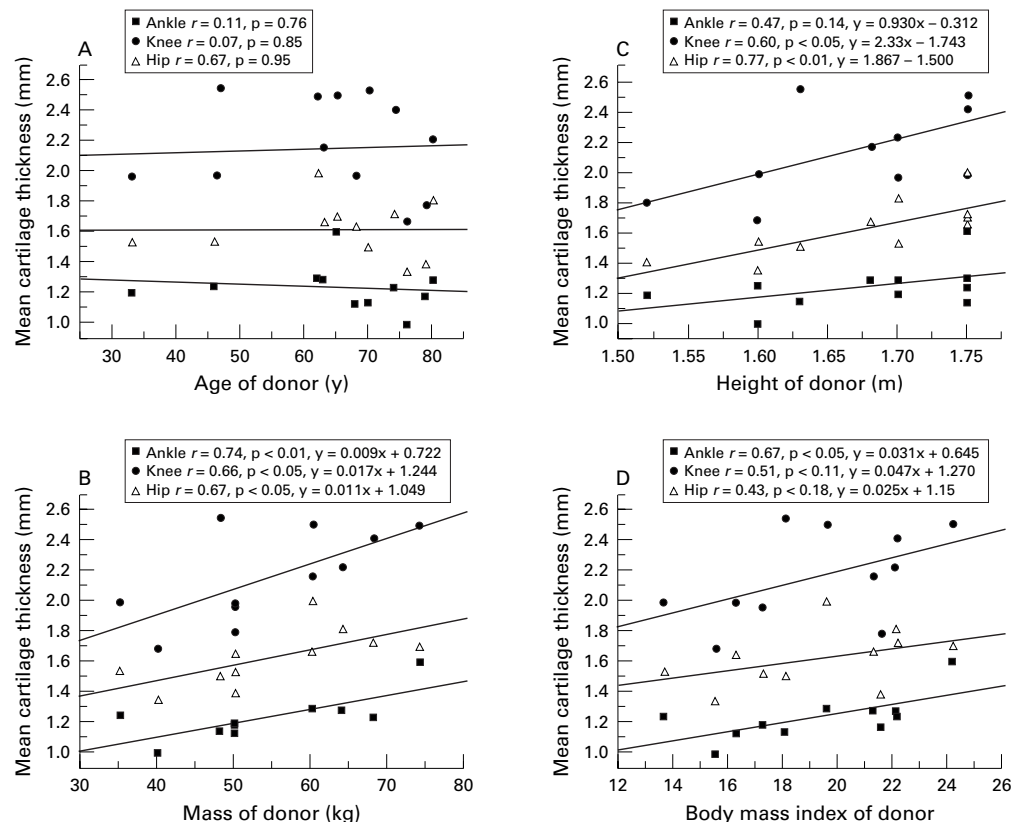 ■ Ankle r = 0.11, p = 0.76
● Knee r = 0.07, p = 0.85
△ Hip r = 0.67, p = 0.95
A
Mean cartilage thickness (mm)
2.6
2.4
2.2
2.0
1.8
1.6
1.4
1.2
1.0
30 40 50 60 70 80
Age of donor (y)
■ Ankle r = 0.47, p = 0.14, y = 0.930x – 0.312
● Knee r = 0.60, p < 0.05, y = 2.33x – 1.743
△ Hip r = 0.77, p < 0.01, y = 1.867 – 1.500
C
Mean cartilage thickness (mm)
2.6
2.4
2.2
2.0
1.8
1.6
1.4
1.2
1.0
1.50 1.55 1.60 1.65 1.70 1.75
Height of donor (m)
■ Ankle r = 0.74, p < 0.01, y = 0.009x + 0.722
● Knee r = 0.66, p < 0.05, y = 0.017x + 1.244
△ Hip r = 0.67, p < 0.05, y = 0.011x + 1.049
B
Mean cartilage thickness (mm)
2.6
2.4
2.2
2.0
1.8
1.6
1.4
1.2
1.0
30 40 50 60 70 80
Mass of donor (kg)
■ Ankle r = 0.67, p < 0.05, y = 0.031x + 0.645
● Knee r = 0.51, p < 0.11, y = 0.047x + 1.270
△ Hip r = 0.43, p < 0.18, y = 0.025x + 1.15
D
Mean cartilage thickness (mm)
2.6
2.4
2.2
2.0
1.8
1.6
1.4
1.2
1.0
12 14 16 18 20 22 24 26
Body mass index of donor